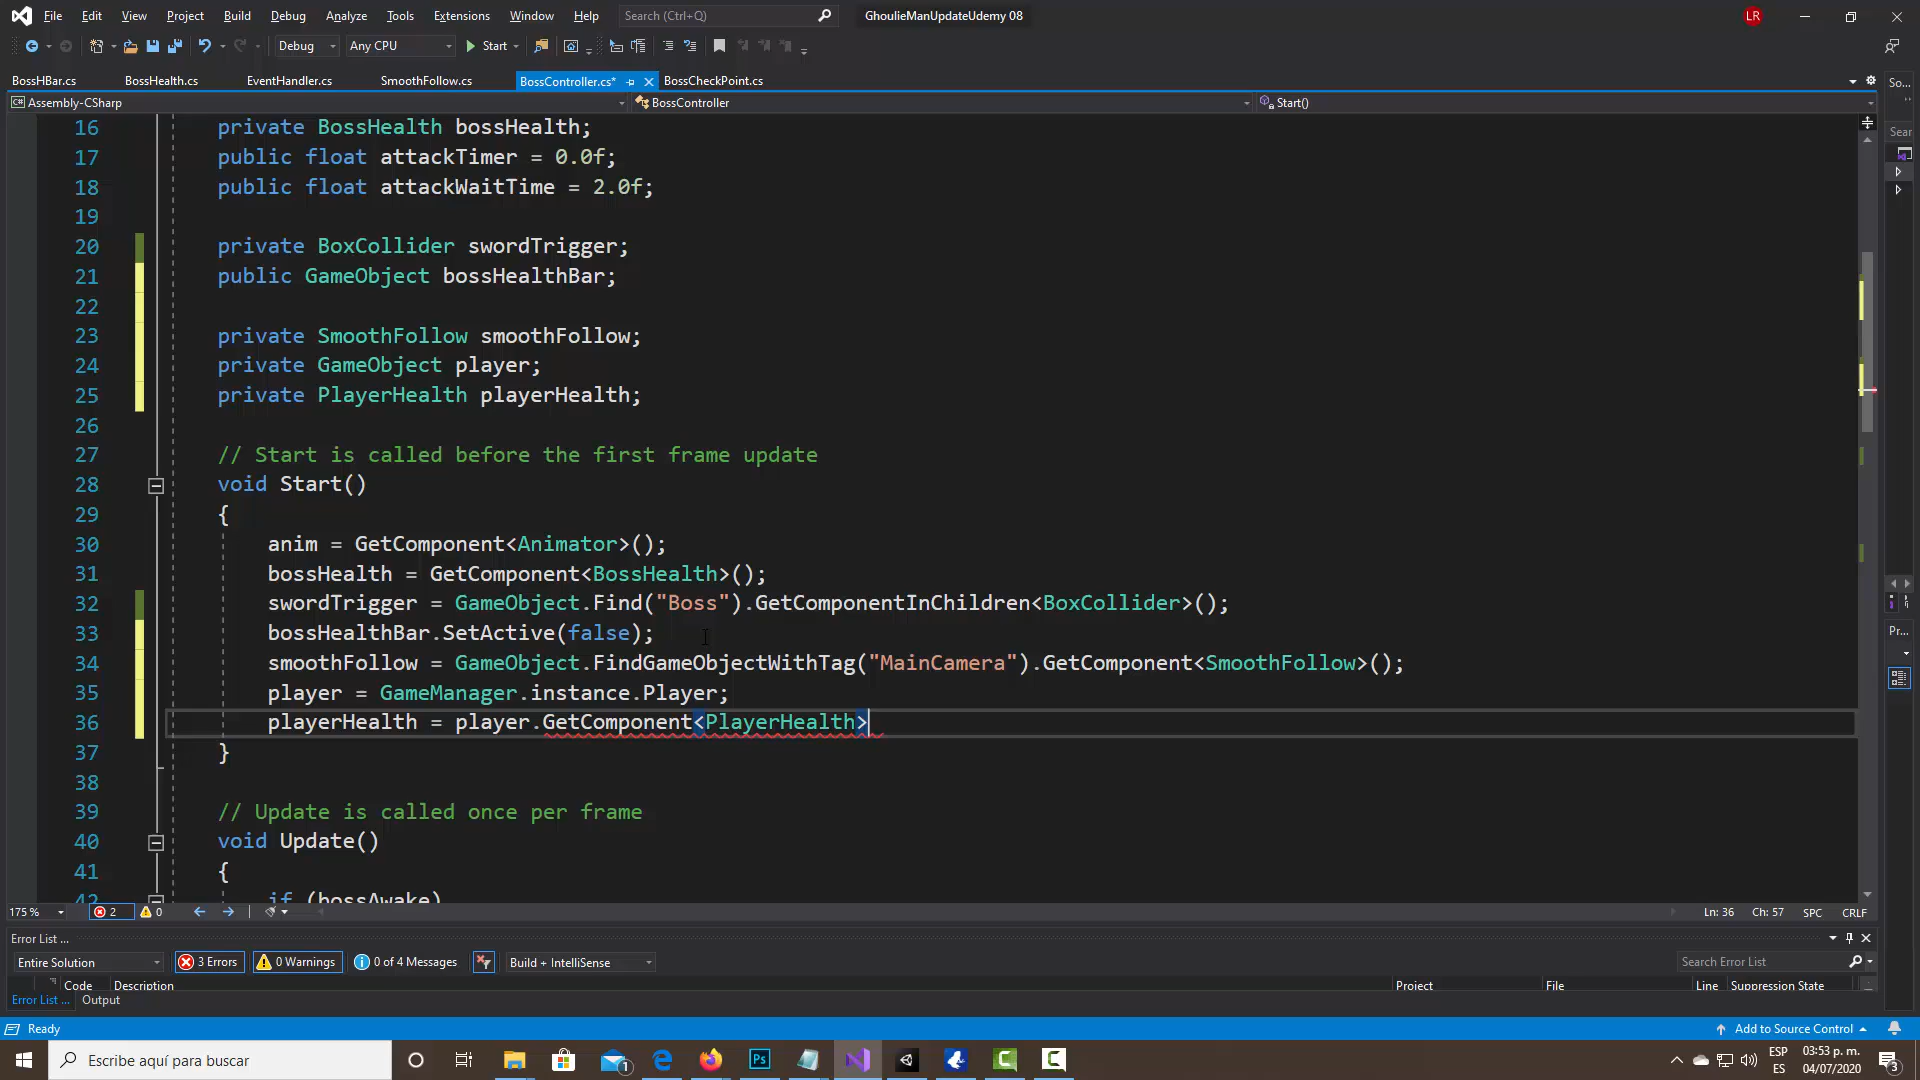 File Edit View Project Build Debug Analyze Tools Extensions Window Help Search (Ctrl+Q) GhoulieManUpdateUdemy 08 LR
Debug Any CPU Start
BossHBar.cs BossHealth.cs EventHandler.cs SmoothFollow.cs BossController.cs* BossCheckPoint.cs So...
Assembly-CSharp BossController Start()
Sear
16 private BossHealth bossHealth;
17 public float attackTimer = 0.0f;
18 public float attackWaitTime = 2.0f;
19
20 private BoxCollider swordTrigger;
21 public GameObject bossHealthBar;
22
23 private SmoothFollow smoothFollow;
24 private GameObject player;
25 private PlayerHealth playerHealth;
26
27 // Start is called before the first frame update
28 void Start()
29 {
30 anim = GetComponent<Animator>();
31 bossHealth = GetComponent<BossHealth>();
32 swordTrigger = GameObject.Find("Boss").GetComponentInChildren<BoxCollider>();
33 bossHealthBar.SetActive(false);
34 smoothFollow = GameObject.FindGameObjectWithTag("MainCamera").GetComponent<SmoothFollow>();
35 player = GameManager.instance.Player;
36 playerHealth = player.GetComponent<PlayerHealth>
37 }
38
39 // Update is called once per frame
40 void Update()
41 {
42 if (bossAwake)
Pr...
175 % 2 0 Ln: 36 Ch: 57 SPC CRLF
Error List ...
Entire Solution 3 Errors 0 Warnings 0 of 4 Messages Build + IntelliSense Search Error List
Code Description Project File Line Suppression State
Error List ... Output
Ready Add to Source Control
Escribe aquí para buscar 1 Ps ESP 03:53 p. m.
ES 04/07/2020 3